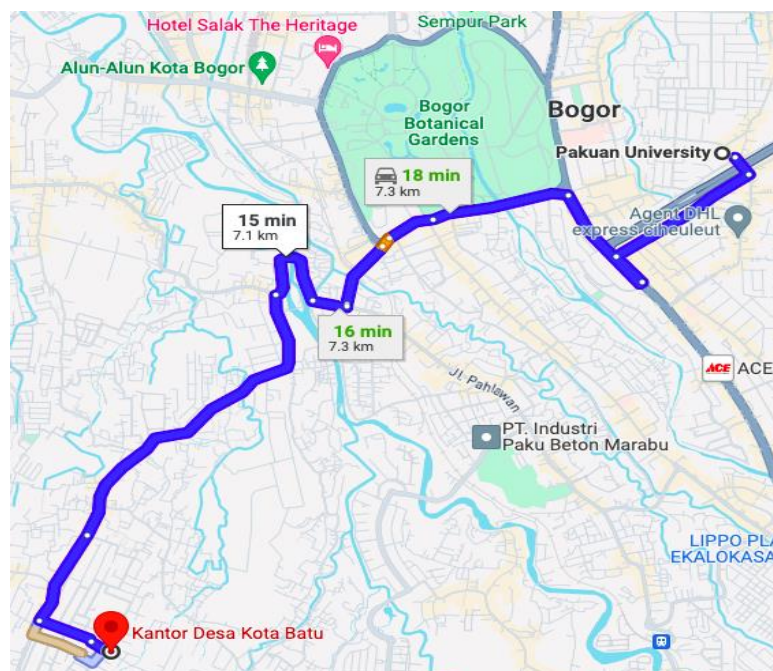 Sempur Park
Hotel Salak The Heritage
Alun-Alun Kota Bogor
Bogor
Botanical
Gardens
Bogor
Pakuan University
18 min
7.3 km
Agent DHL
express ciheuleut
15 min
7.1 km
16 min
7.3 km
ACE
ACE
Jl. Pahlawan
PT. Industri
Paku Beton Marabu
LIPPO PLA
EKALOKASA
Kantor Desa Kota Batu